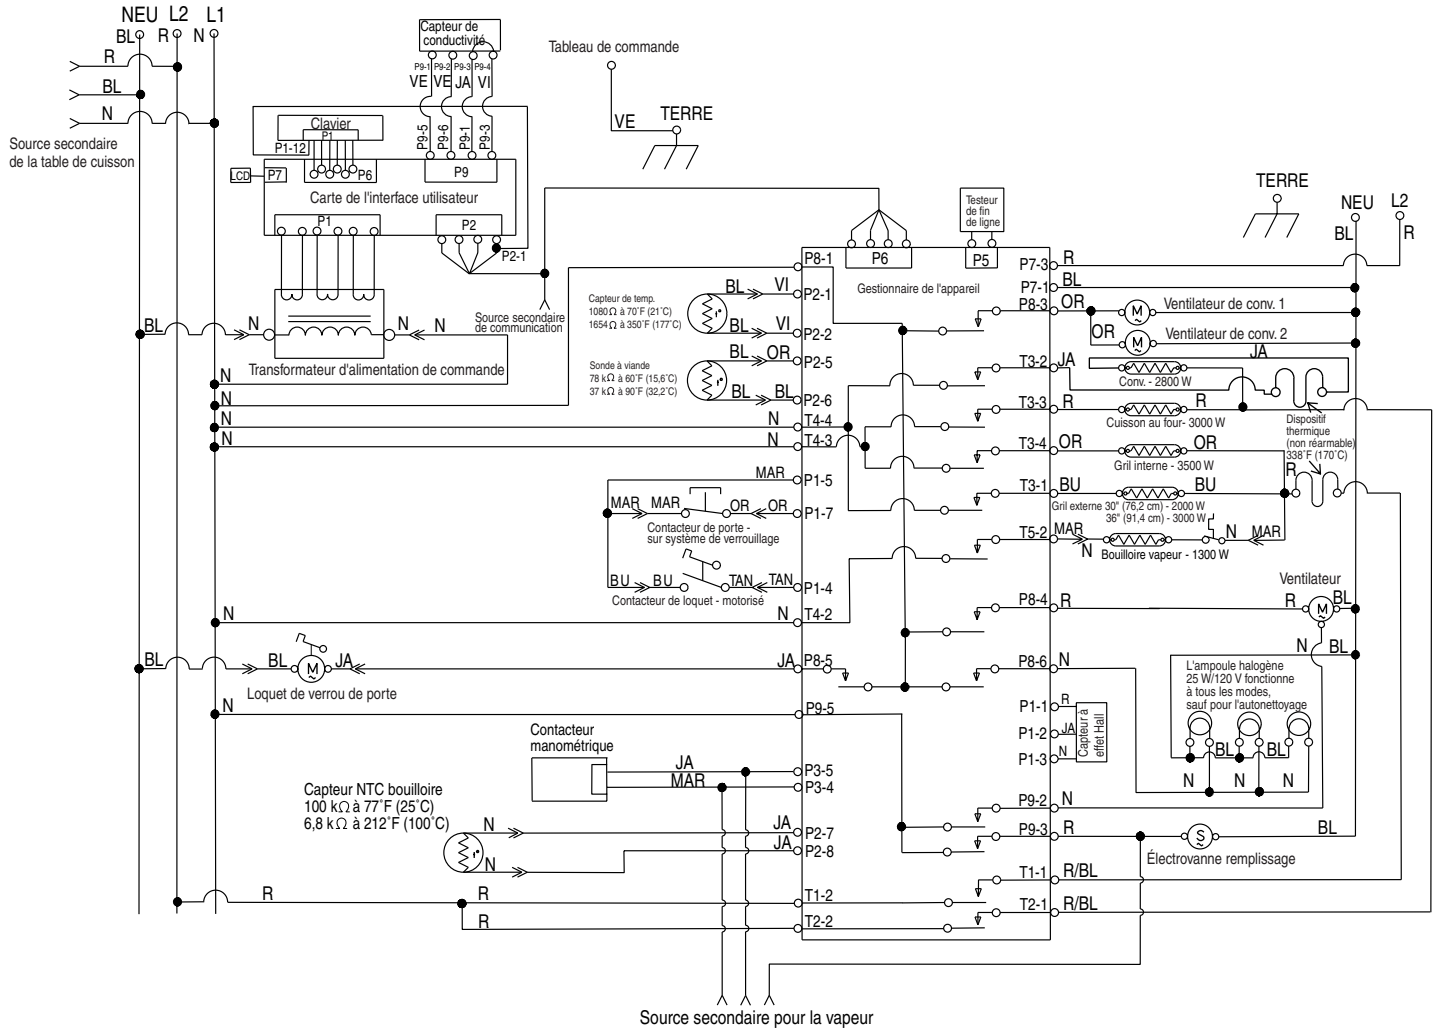 NEU L2 L1
BL R N
R
BL
N
Source secondaire
de la table de cuisson
Capteur de
conductivité
P9-1 P9-2 P9-3 P9-4
VE VE JA VI
P9-5 P9-6 P9-1 P9-3
Clavier
P1
P1-12
LCD P7 P6 P9
Carte de l'interface utilisateur
P1 P2
P2-1
Tableau de commande
VE
TERRE
Source secondaire
de communication
BL N N N
Transformateur d'alimentation de commande
N
N
N
N
Capteur de temp.
1080 Ω à 70˚F (21˚C)
1654 Ω à 350˚F (177˚C)
BL VI
BL VI
Sonde à viande
78 kΩ à 60˚F (15,6˚C)
37 kΩ à 90˚F (32,2˚C)
BL OR
BL BL
N
N
MAR
MAR MAR OR OR
Contacteur de porte -
sur système de verrouillage
BU BU TAN TAN
Contacteur de loquet - motorisé
N N
BL BL M JA JA
Loquet de verrou de porte
N
Contacteur
manométrique
JA
MAR
Capteur NTC bouilloire
100 kΩ à 77˚F (25˚C)
6,8 kΩ à 212˚F (100˚C)
N JA
N JA
R R
R
P8-1
P2-1
P2-2
P2-5
P2-6
T4-4
T4-3
P1-5
P1-7
P1-4
T4-2
P8-5
P9-5
P3-5
P3-4
P2-7
P2-8
T1-2
T2-2
P6 P5
Testeur
de fin
de ligne
Gestionnaire de l'appareil
P7-3 R
P7-1 BL
P8-3 OR
OR
T3-2 JA
T3-3 R
T3-4 OR
T3-1 BU
T5-2 MAR
P8-4 R
P8-6 N
P1-1 R
P1-2 JA
P1-3 N
Capteur à
effet Hall
P9-2 N
P9-3 R
T1-1 R/BL
T2-1 R/BL
TERRE
NEU L2
BL R
M Ventilateur de conv. 1
M Ventilateur de conv. 2
JA
Conv. - 2800 W
R
Cuisson au four- 3000 W
OR
Gril interne - 3500 W
BU
Gril externe 30" (76,2 cm) - 2000 W
36" (91,4 cm) - 3000 W
N N MAR
Bouilloire vapeur - 1300 W
Dispositif
thermique
(non réarmable)
338˚F (170˚C)
R
Ventilateur
R M BL
N BL
L'ampoule halogène
25 W/120 V fonctionne
à tous les modes,
sauf pour l'autonettoyage
BL BL
N N N
S BL
Électrovanne remplissage
Source secondaire pour la vapeur